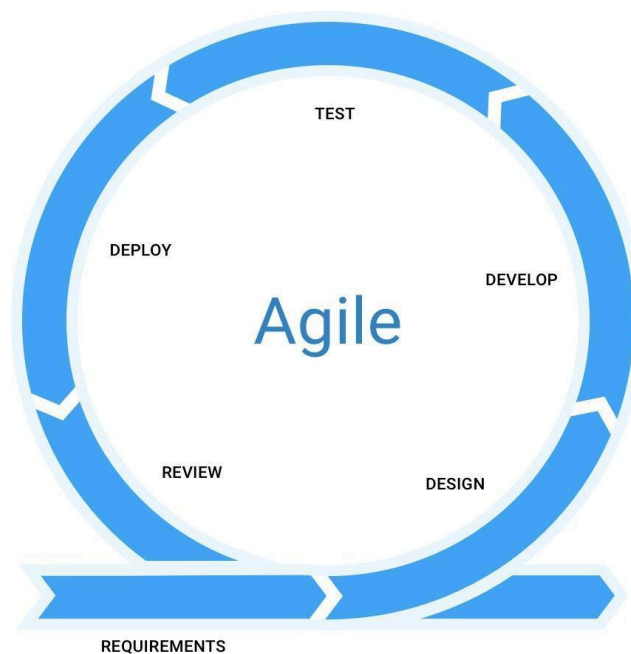 TEST
DEPLOY
DEVELOP
Agile
REVIEW
DESIGN
REQUIREMENTS